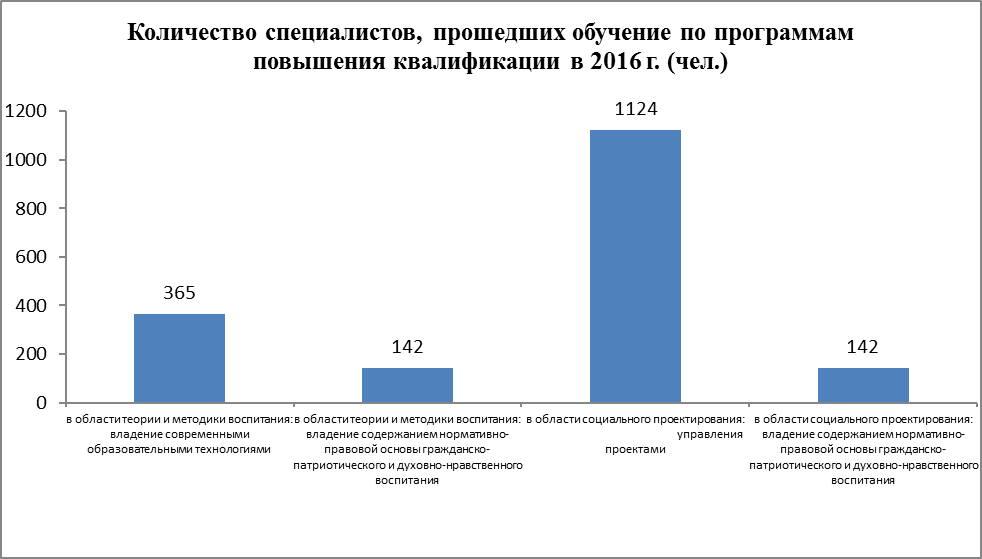 Количество специалистов, прошедших обучение по программам
повышения квалификации в 2016 г. (чел.)
1200
1000
800
600
400
200
0
365
142
1124
142
в области теории и методики воспитания:
владение современными
образовательными технологиями
в области теории и методики воспитания:
владение содержанием нормативно-
правовой основы гражданско-
патриотического и духовно-нравственного
воспитания
в области социального проектирования:
управления
проектами
в области социального проектирования:
владение содержанием нормативно-
правовой основы гражданско-
патриотического и духовно-нравственного
воспитания